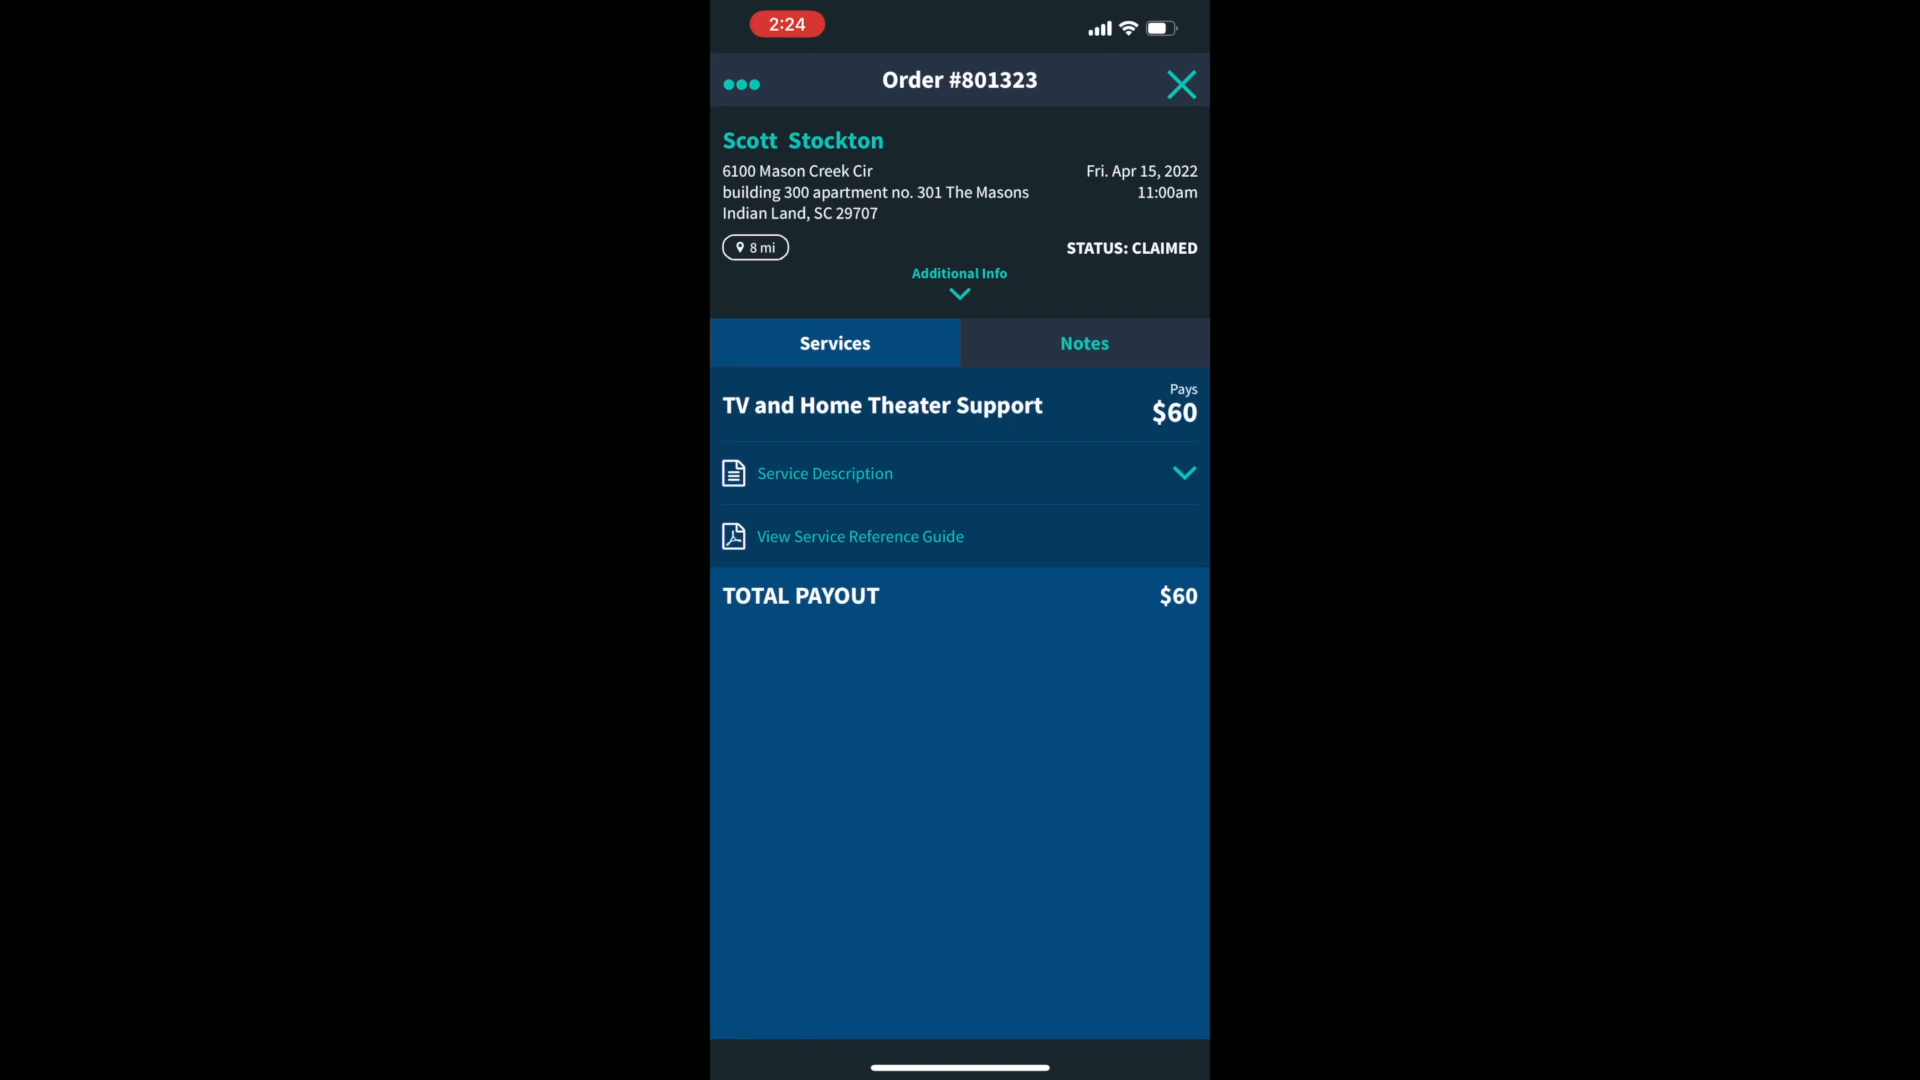 2:24
Order #801323
Scott Stockton
6100 Mason Creek Cir
Fri. Apr 15, 2022
building 300 apartment no. 301 The Masons
11:00am
Indian Land, SC 29707
8 mi
STATUS: CLAIMED
Additional Info
Services
Notes
TV and Home Theater Support
Pays
$60
Service Description
View Service Reference Guide
TOTAL PAYOUT
$60